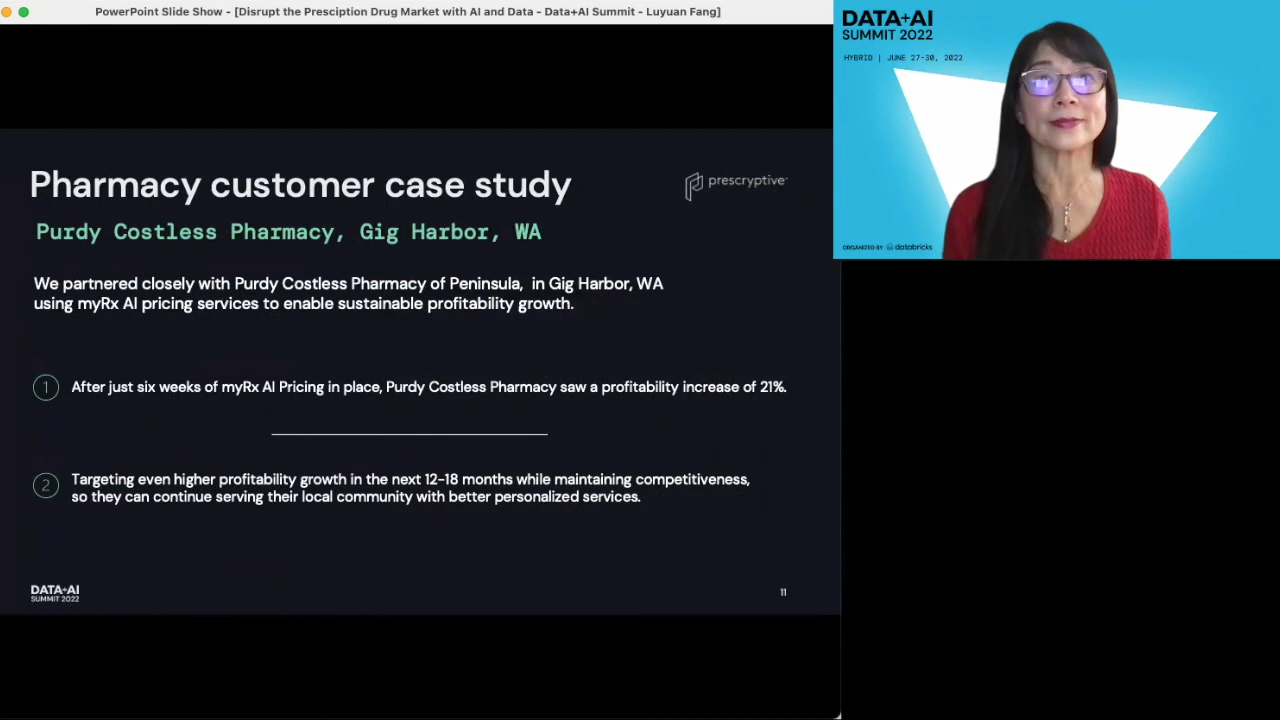 PowerPoint Slide Show - [Disrupt the Presciption Drug Market with AI and Data - Data+AI Summit - Luyuan Fang]
DATA+AI
SUMMIT 2022
HYBRID | JUNE 27-30, 2022
ORGANIZED BY databricks
Pharmacy customer case study
prescryptive
Purdy Costless Pharmacy, Gig Harbor, WA
We partnered closely with Purdy Costless Pharmacy of Peninsula, in Gig Harbor, WA
using myRx AI pricing services to enable sustainable profitability growth.
1 After just six weeks of myRx AI Pricing in place, Purdy Costless Pharmacy saw a profitability increase of 21%.
2 Targeting even higher profitability growth in the next 12-18 months while maintaining competitiveness,
so they can continue serving their local community with better personalized services.
DATA+AI
SUMMIT 2022
11